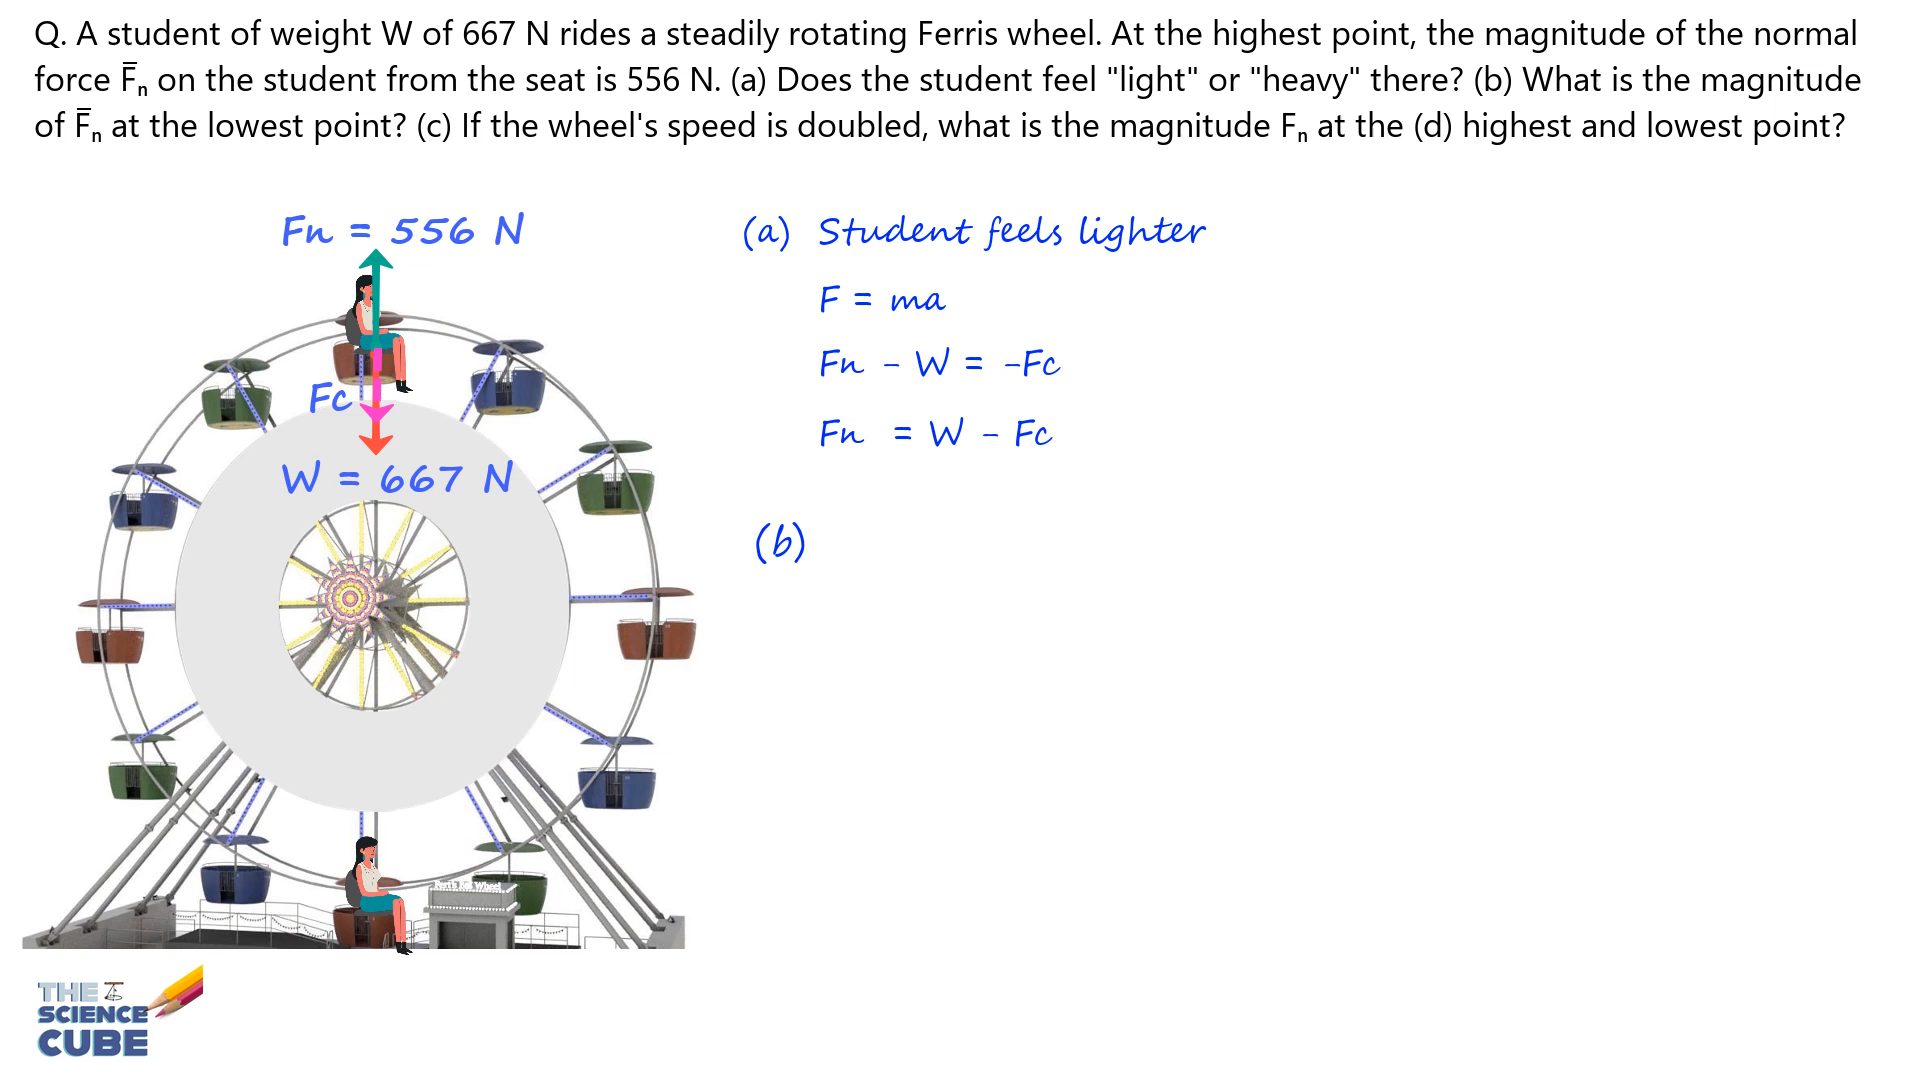 Q. A student of weight W of 667 N rides a steadily rotating Ferris wheel. At the highest point, the magnitude of the normal
force F̅ₙ on the student from the seat is 556 N. (a) Does the student feel "light" or "heavy" there? (b) What is the magnitude
of F̅ₙ at the lowest point? (c) If the wheel's speed is doubled, what is the magnitude Fₙ at the (d) highest and lowest point?
Fn = 556 N
Fc
W = 667 N
(a) Student feels lighter
F = ma
Fn - W = -Fc
Fn = W - Fc
(b)
THE
SCIENCE
CUBE